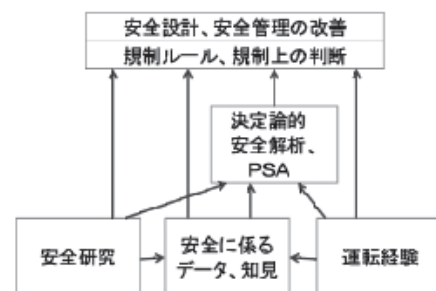 安全設計、安全管理の改善
規制ルール、規制上の判断
決定論的
安全解析、
PSA
安全研究
安全に係る
データ、知見
運転経験